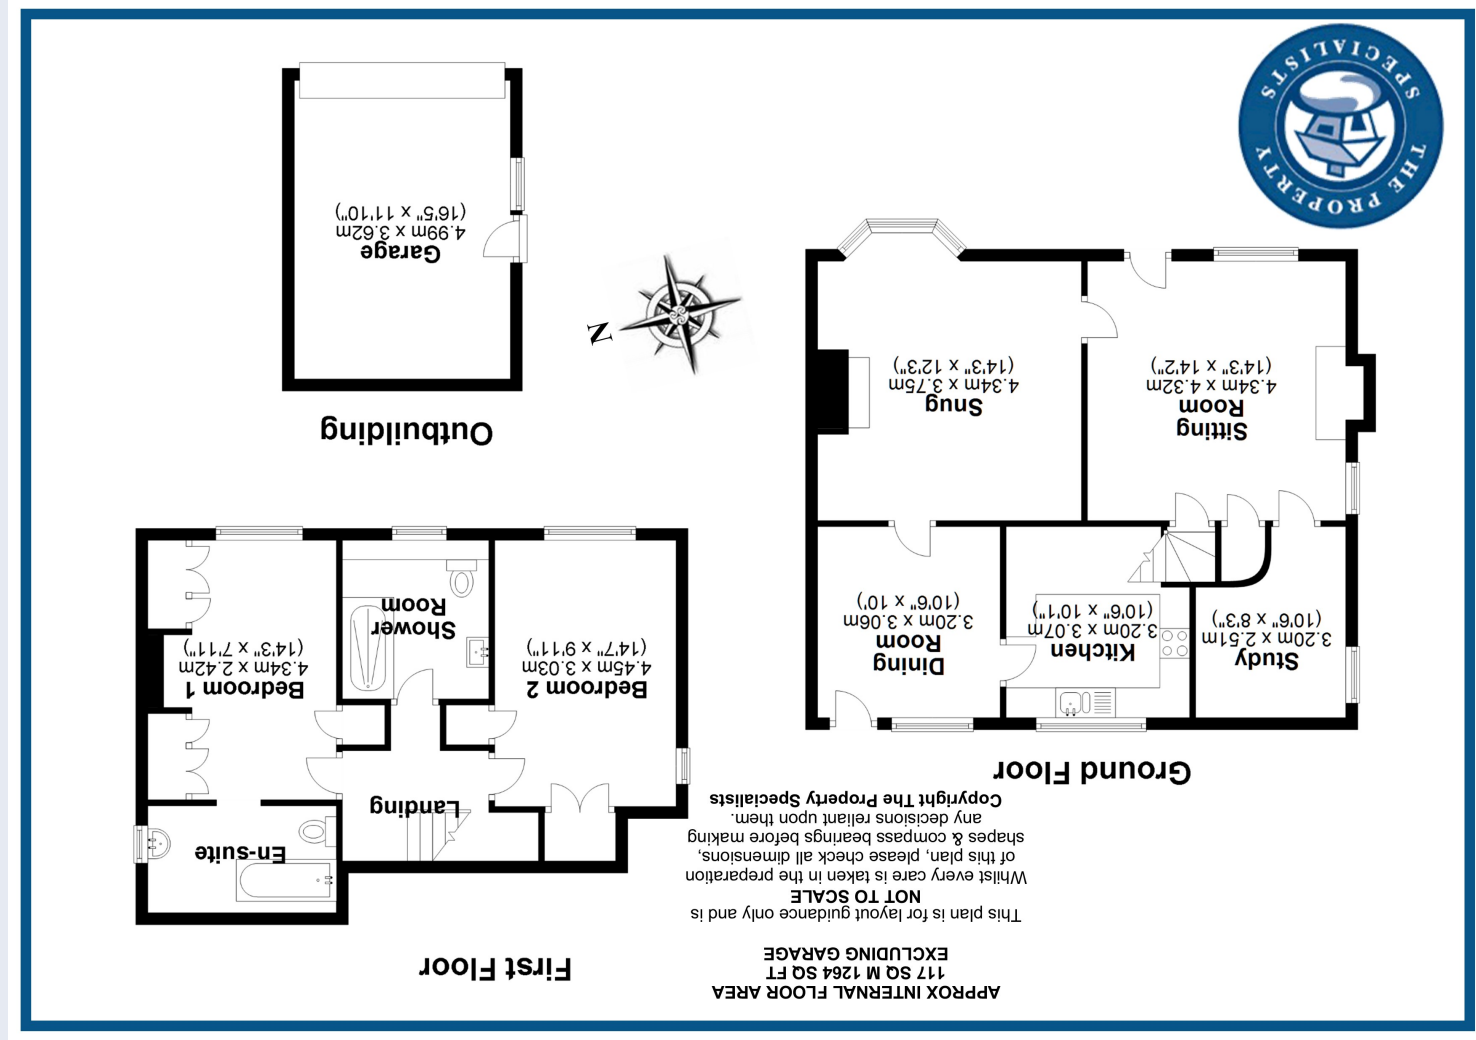 APPROX INTERNAL FLOOR AREA
117 SQ M 1264 SQ FT
EXCLUDING GARAGE
This plan is for layout guidance only and is
NOT TO SCALE
Whilst every care is taken in the preparation
of this plan, please check all dimensions,
shapes & compass bearings before making
any decisions reliant upon them.
Copyright The Property Specialists
First Floor
En-suite
Landing
Bedroom 2
4.45m x 3.03m
(14'7" x 9'11")
Shower
Room
Bedroom 1
4.34m x 2.42m
(14'3" x 7'11")
Ground Floor
Study
3.20m x 2.51m
(10'6" x 8'3")
Kitchen
3.20m x 3.07m
(10'6" x 10'1")
Dining
Room
3.20m x 3.06m
(10'6" x 10')
Sitting
Room
4.34m x 4.32m
(14'3" x 14'2")
Snug
4.34m x 3.75m
(14'3" x 12'3")
Outbuilding
Garage
4.99m x 3.62m
(16'5" x 11'10")
N
THE PROPERTY
SPECIALISTS